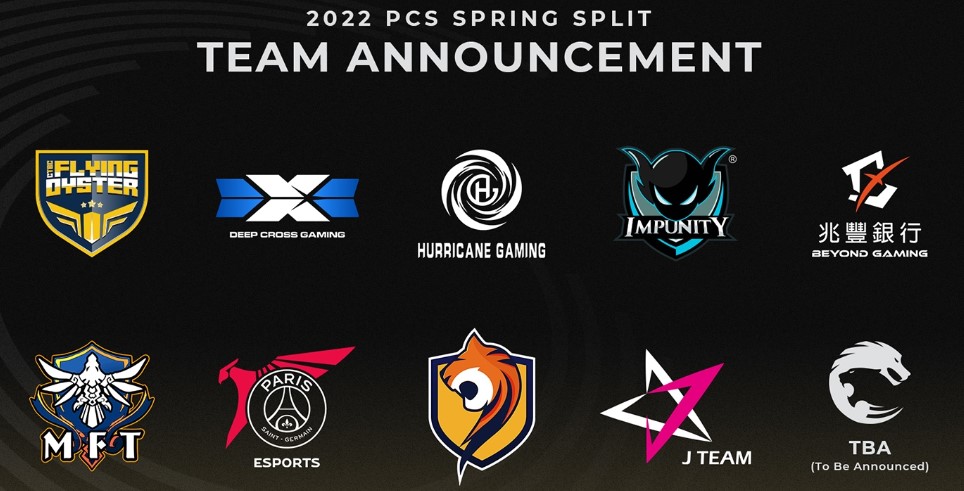 2022 PCS SPRING SPLIT
TEAM ANNOUNCEMENT
CTBC
FLYING
OYSTER
DEEP CROSS GAMING
HG
HURRICANE GAMING
®
IMPUNITY
兆豐銀行
BEYOND GAMING
MFT
PARIS
SAINT-GERMAIN
ESPORTS
J TEAM
TBA
(To Be Announced)